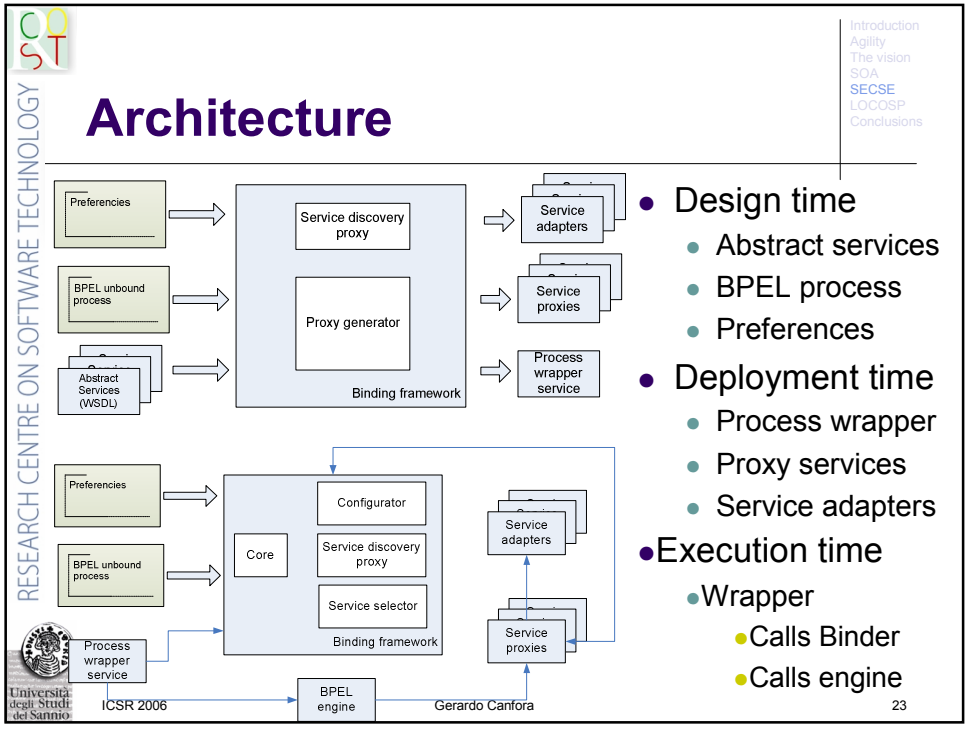 ROST
RESEARCH CENTRE ON SOFTWARE TECHNOLOGY
Architecture
Introduction
Agility
The vision
SOA
SECSE
LOCOSP
Conclusions
Preferencies
BPEL unbound
process
Abstract
Services
(WSDL)
Service discovery
proxy
Proxy generator
Binding framework
Service
adapters
Service
proxies
Process
wrapper
service
Preferencies
BPEL unbound
process
Process
wrapper
service
Core
Configurator
Service discovery
proxy
Service selector
Binding framework
BPEL
engine
Service
adapters
Service
proxies
Design time
Abstract services
BPEL process
Preferences
Deployment time
Process wrapper
Proxy services
Service adapters
Execution time
Wrapper
Calls Binder
Calls engine
Università
degli Studi
del Sannio
ICSR 2006
Gerardo Canfora
23